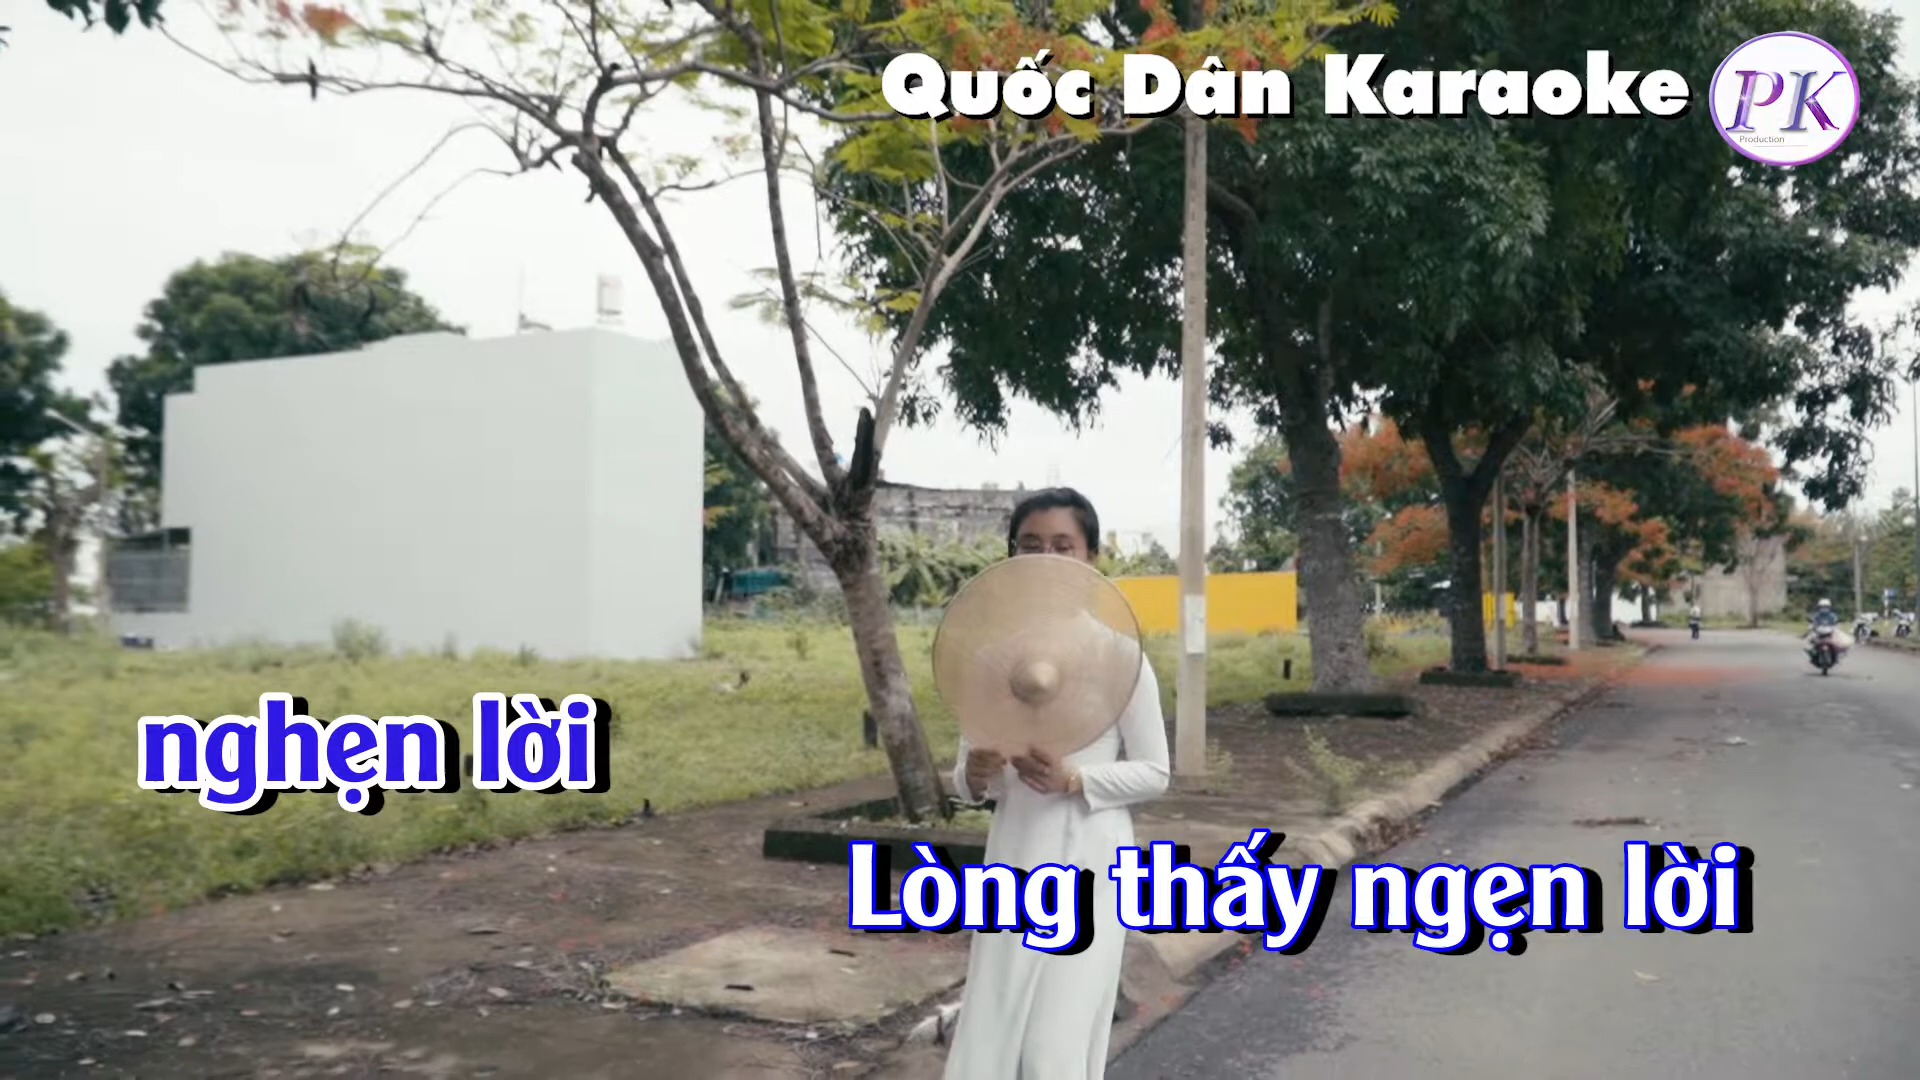 Quốc Dân Karaoke
PK
Production
nghẹn lời
Lòng thấy ngẹn lời